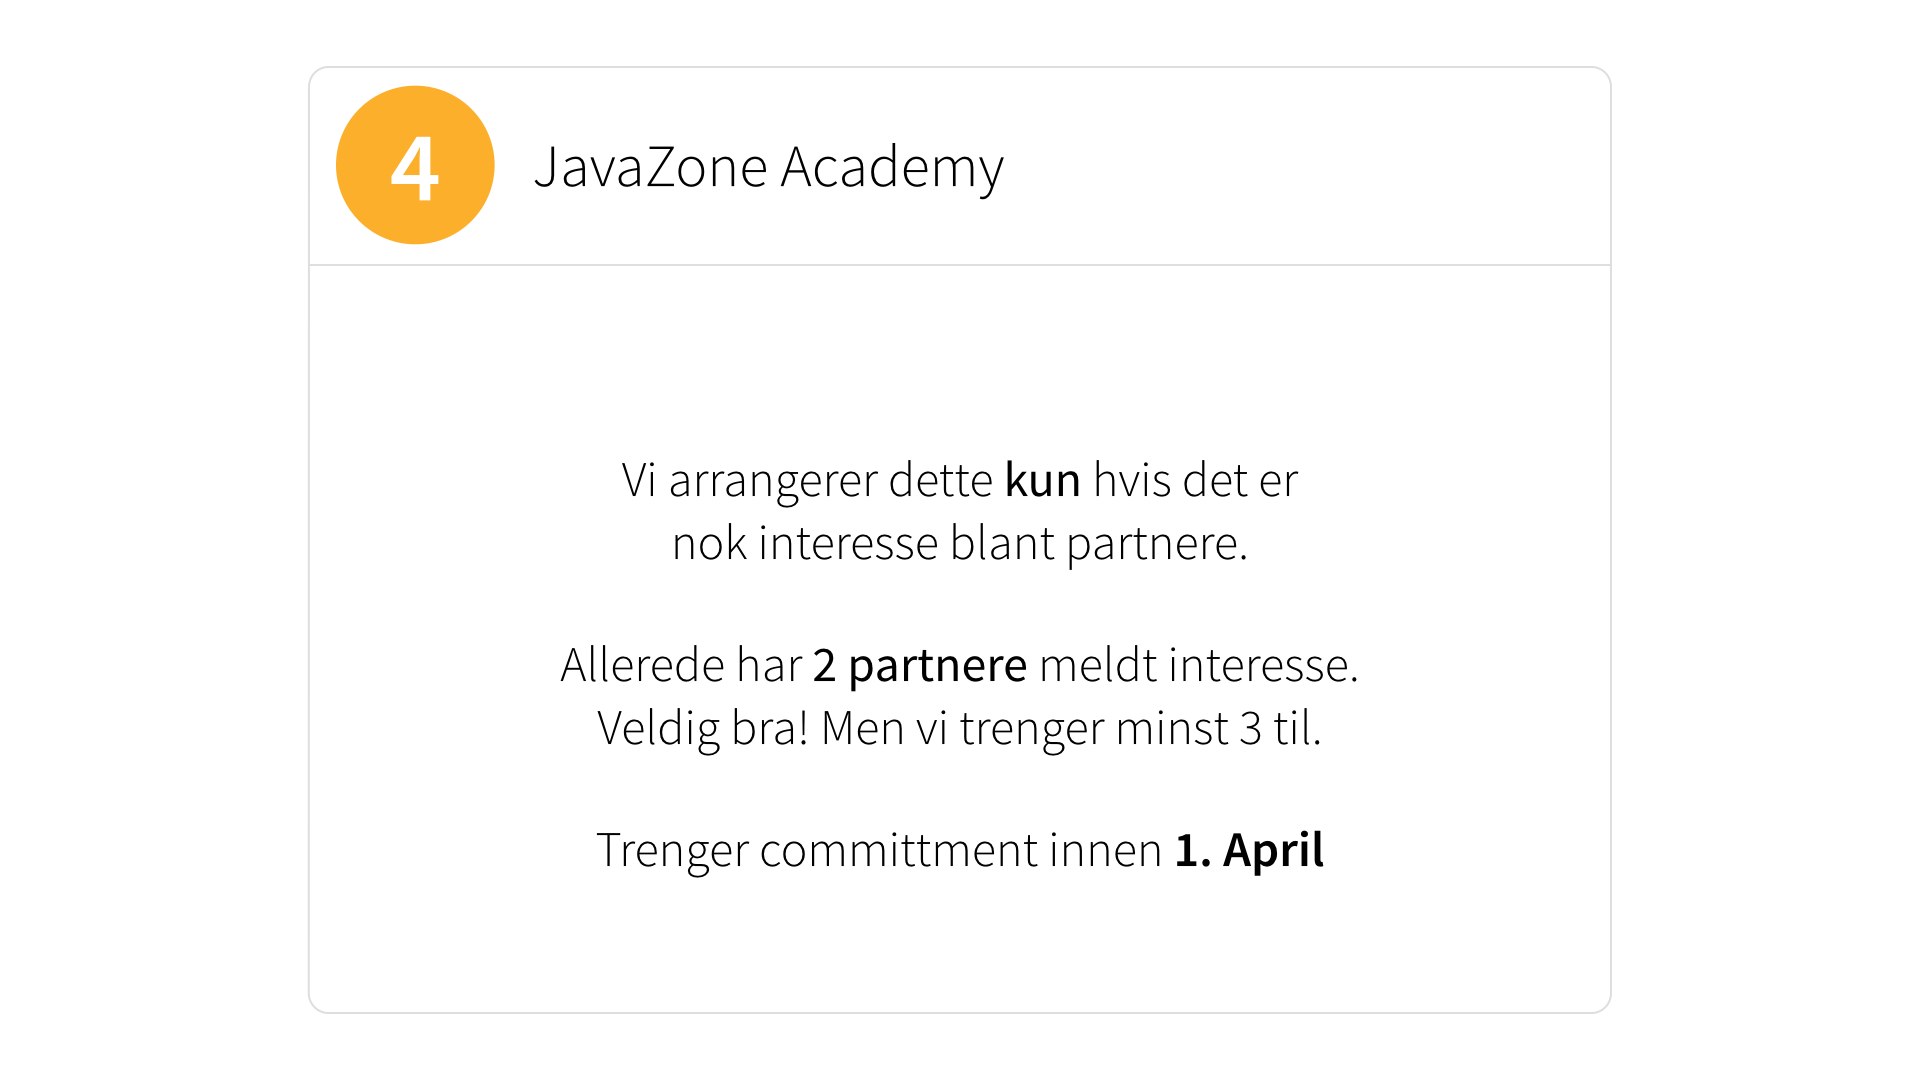 4
JavaZone Academy
Vi arrangerer dette kun hvis det er
nok interesse blant partnere.
Allerede har 2 partnere meldt interesse.
Veldig bra! Men vi trenger minst 3 til.
Trenger committment innen 1. April